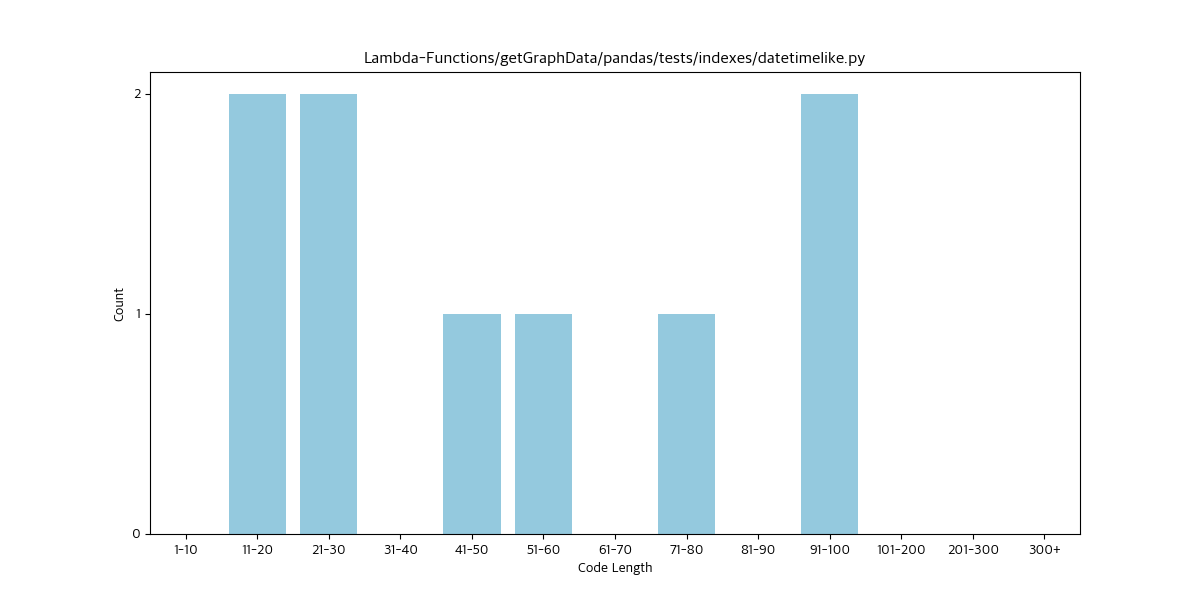 Lambda-Functions/getGraphData/pandas/tests/indexes/datetimelike.py
2
1
0
Count
1-10 11-20 21-30 31-40 41-50 51-60 61-70 71-80 81-90 91-100 101-200 201-300 300+
Code Length